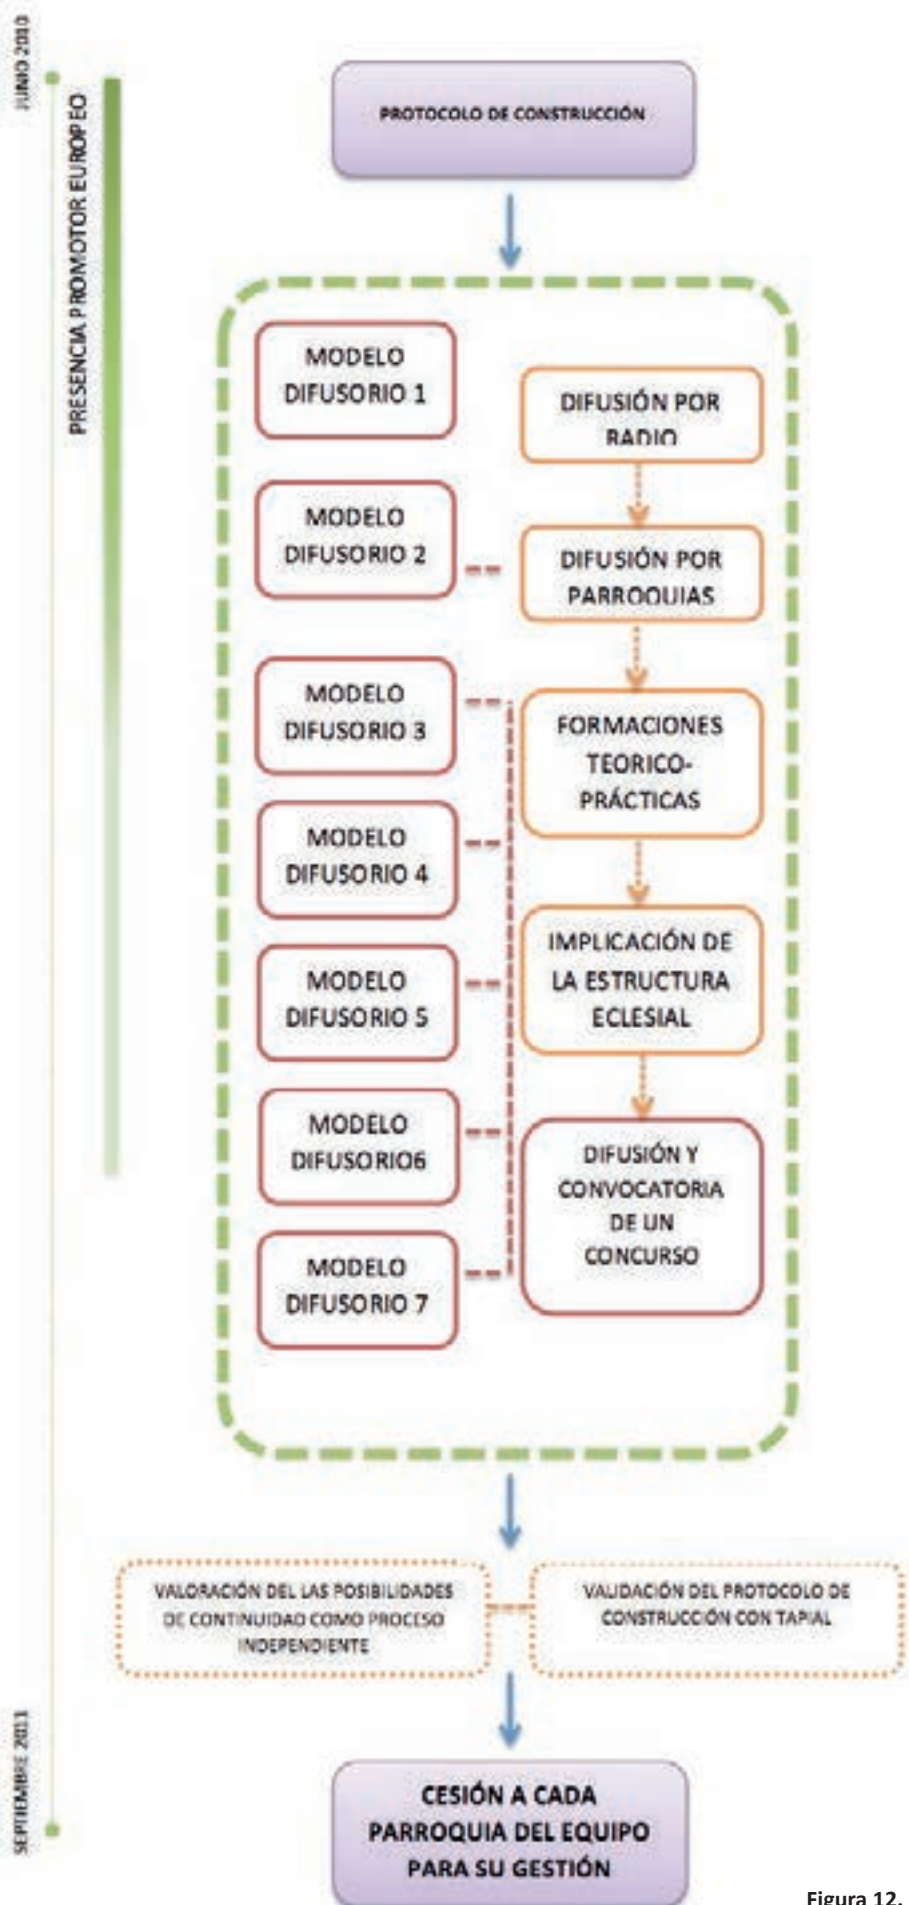 JUNIO 2010
PRESENCIA PROMOTOR EUROPEO
PROTOCOLO DE CONSTRUCCIÓN
MODELO
DIFUSORIO 1
DIFUSIÓN POR
RADIO
MODELO
DIFUSORIO 2
DIFUSIÓN POR
PARROQUIAS
MODELO
DIFUSORIO 3
FORMACIONES
TEORICO-
PRÁCTICAS
MODELO
DIFUSORIO 4
IMPLICACIÓN DE
LA ESTRUCTURA
ECLESIAL
MODELO
DIFUSORIO 5
MODELO
DIFUSORIO6
DIFUSIÓN Y
CONVOCATORIA
DE UN
CONCURSO
MODELO
DIFUSORIO 7
VALORACIÓN DEL LAS POSIBILIDADES
DE CONTINUIDAD COMO PROCESO
INDEPENDIENTE
VALIDACIÓN DEL PROTOCOLO DE
CONSTRUCCIÓN CON TAPIAL
SEPTIEMBRE 2011
CESIÓN A CADA
PARROQUIA DEL EQUIPO
PARA SU GESTIÓN
Figura 12.